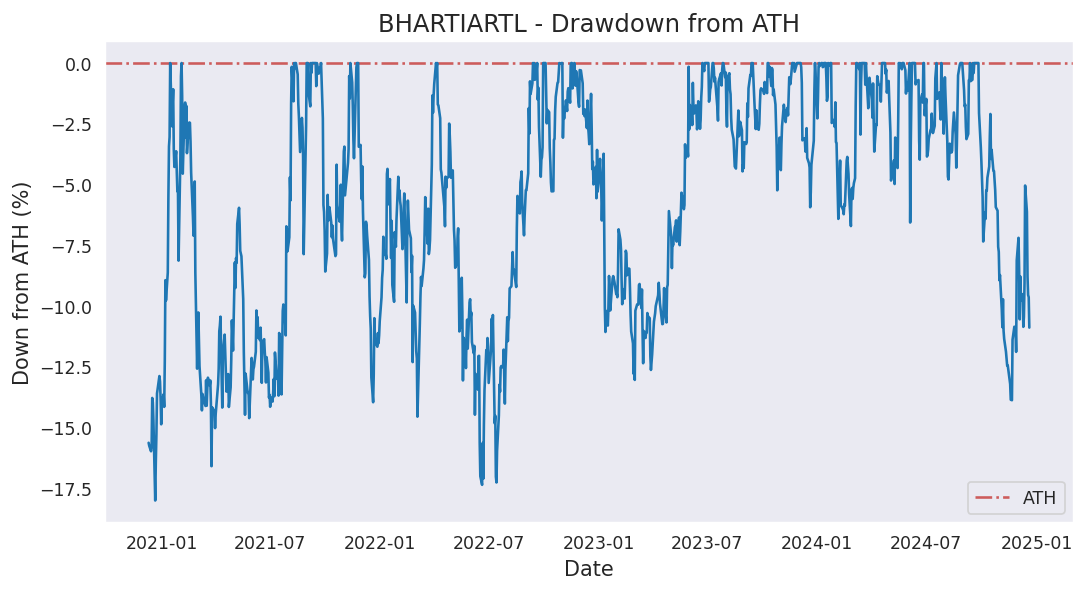 BHARTIARTL - Drawdown from ATH
Down from ATH (%)
0.0
−2.5
−5.0
−7.5
−10.0
−12.5
−15.0
−17.5
ATH
2021-01 2021-07 2022-01 2022-07 2023-01 2023-07 2024-01 2024-07 2025-01
Date